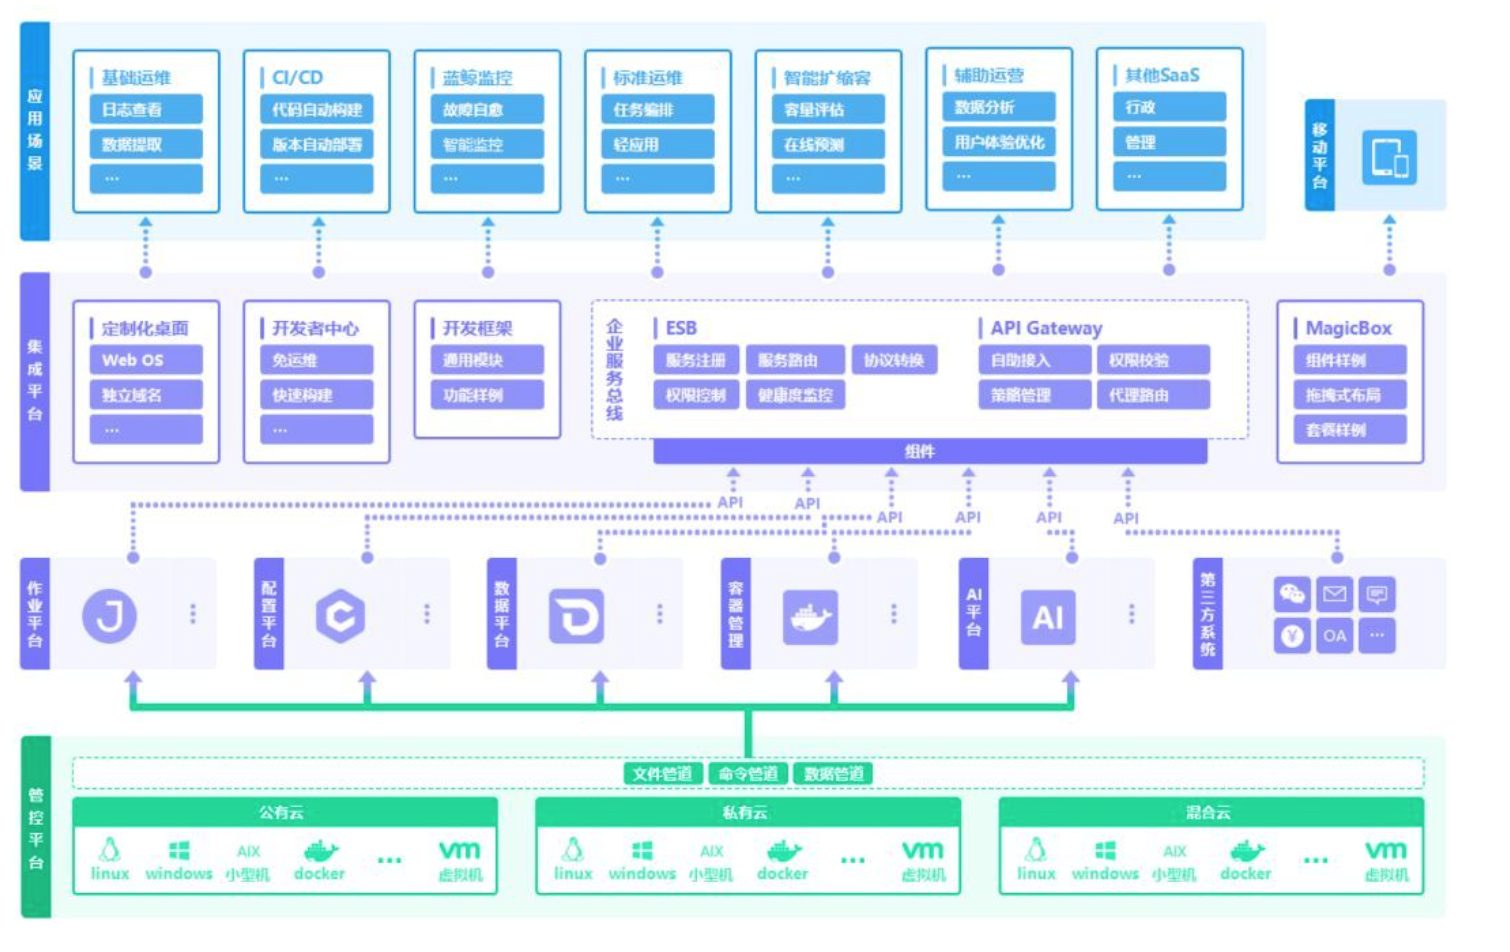 应用场景
基础运维
日志查看
数据提取
...
CI/CD
代码自动构建
版本自动部署
...
蓝鲸监控
故障自愈
智能监控
...
标准运维
任务编排
轻应用
...
智能扩缩容
容量评估
在线预测
...
辅助运营
数据分析
用户体验优化
...
其他SaaS
行政
管理
...
移动平台
集成平台
定制化桌面
Web OS
独立域名
...
开发者中心
免运维
快速构建
...
开发框架
通用模块
功能样例
企业服务总线
ESB
服务注册 服务路由 协议转换
权限控制 健康度监控
API Gateway
自助接入 权限校验
策略管理 代理路由
组件
MagicBox
组件样例
拖拽式布局
套餐样例
API
API
API
API
API
API
作业平台
J
配置平台
C
数据平台
D
容器管理
AI平台
AI
第三方系统
¥
OA
...
管控平台
文件管道 命令管道 数据管道
公有云
linux
windows
AIX
小型机
docker
...
vm
虚拟机
私有云
linux
windows
AIX
小型机
docker
...
vm
虚拟机
混合云
linux
windows
AIX
小型机
docker
...
vm
虚拟机